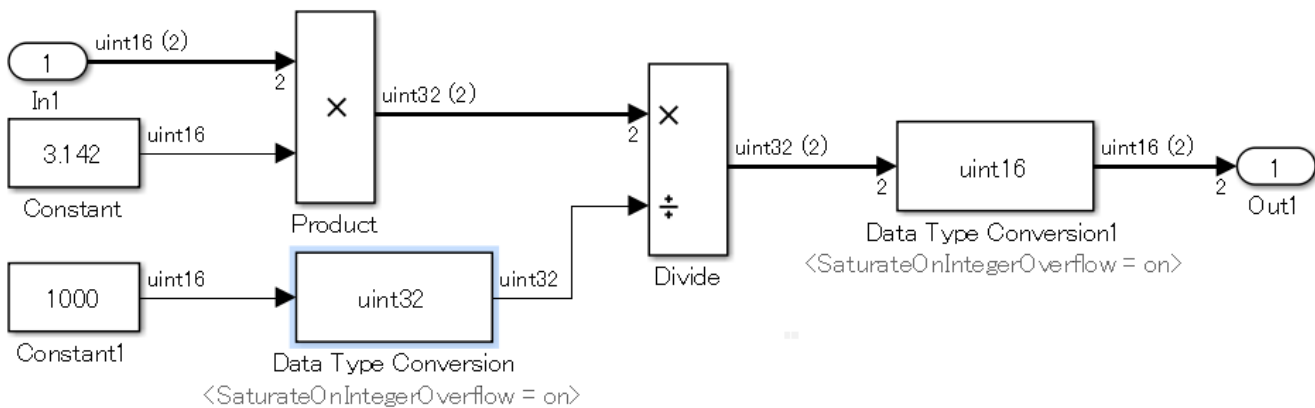 uint16 (2)
1
2
In1
×
uint32 (2)
2
×
uint16
3.142
Constant
Product
uint32 (2)
2
uint16
uint16 (2)
2
1
Out1
÷
Data Type Conversion1
<SaturateOnIntegerOverflow = on>
Divide
uint16
1000
Constant1
uint32
uint32
Data Type Conversion
<SaturateOnIntegerOverflow = on>